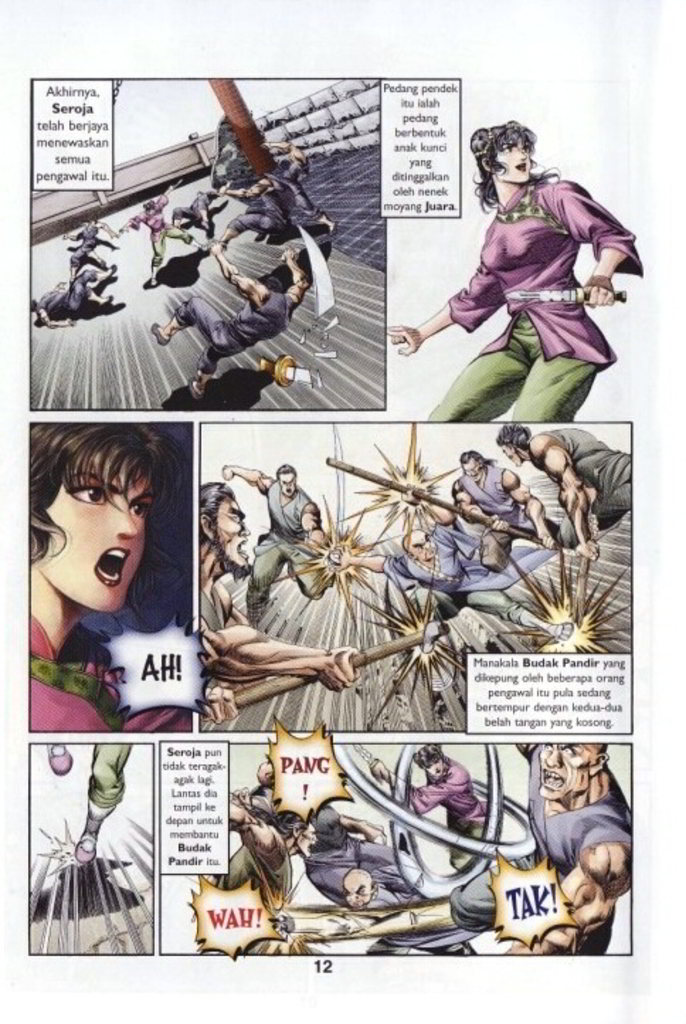 Akhirnya,
Seroja
telah berjaya
menewaskan
semua
pengawal itu.
Pedang pendek
itu ialah
pedang
berbentuk
anak kunci
yang
ditinggalkan
oleh nenek
moyang Juara.
AH!
Manakala Budak Pandir yang
dikepung oleh beberapa orang
pengawal itu pula sedang
bertempur dengan kedua-dua
belah tangan yang kosong.
Seroja pun
tidak teragak-
agak lagi.
Lantas dia
tampil ke
depan untuk
membantu
Budak
Pandir itu.
PANG
!
WAH!
TAK!
12